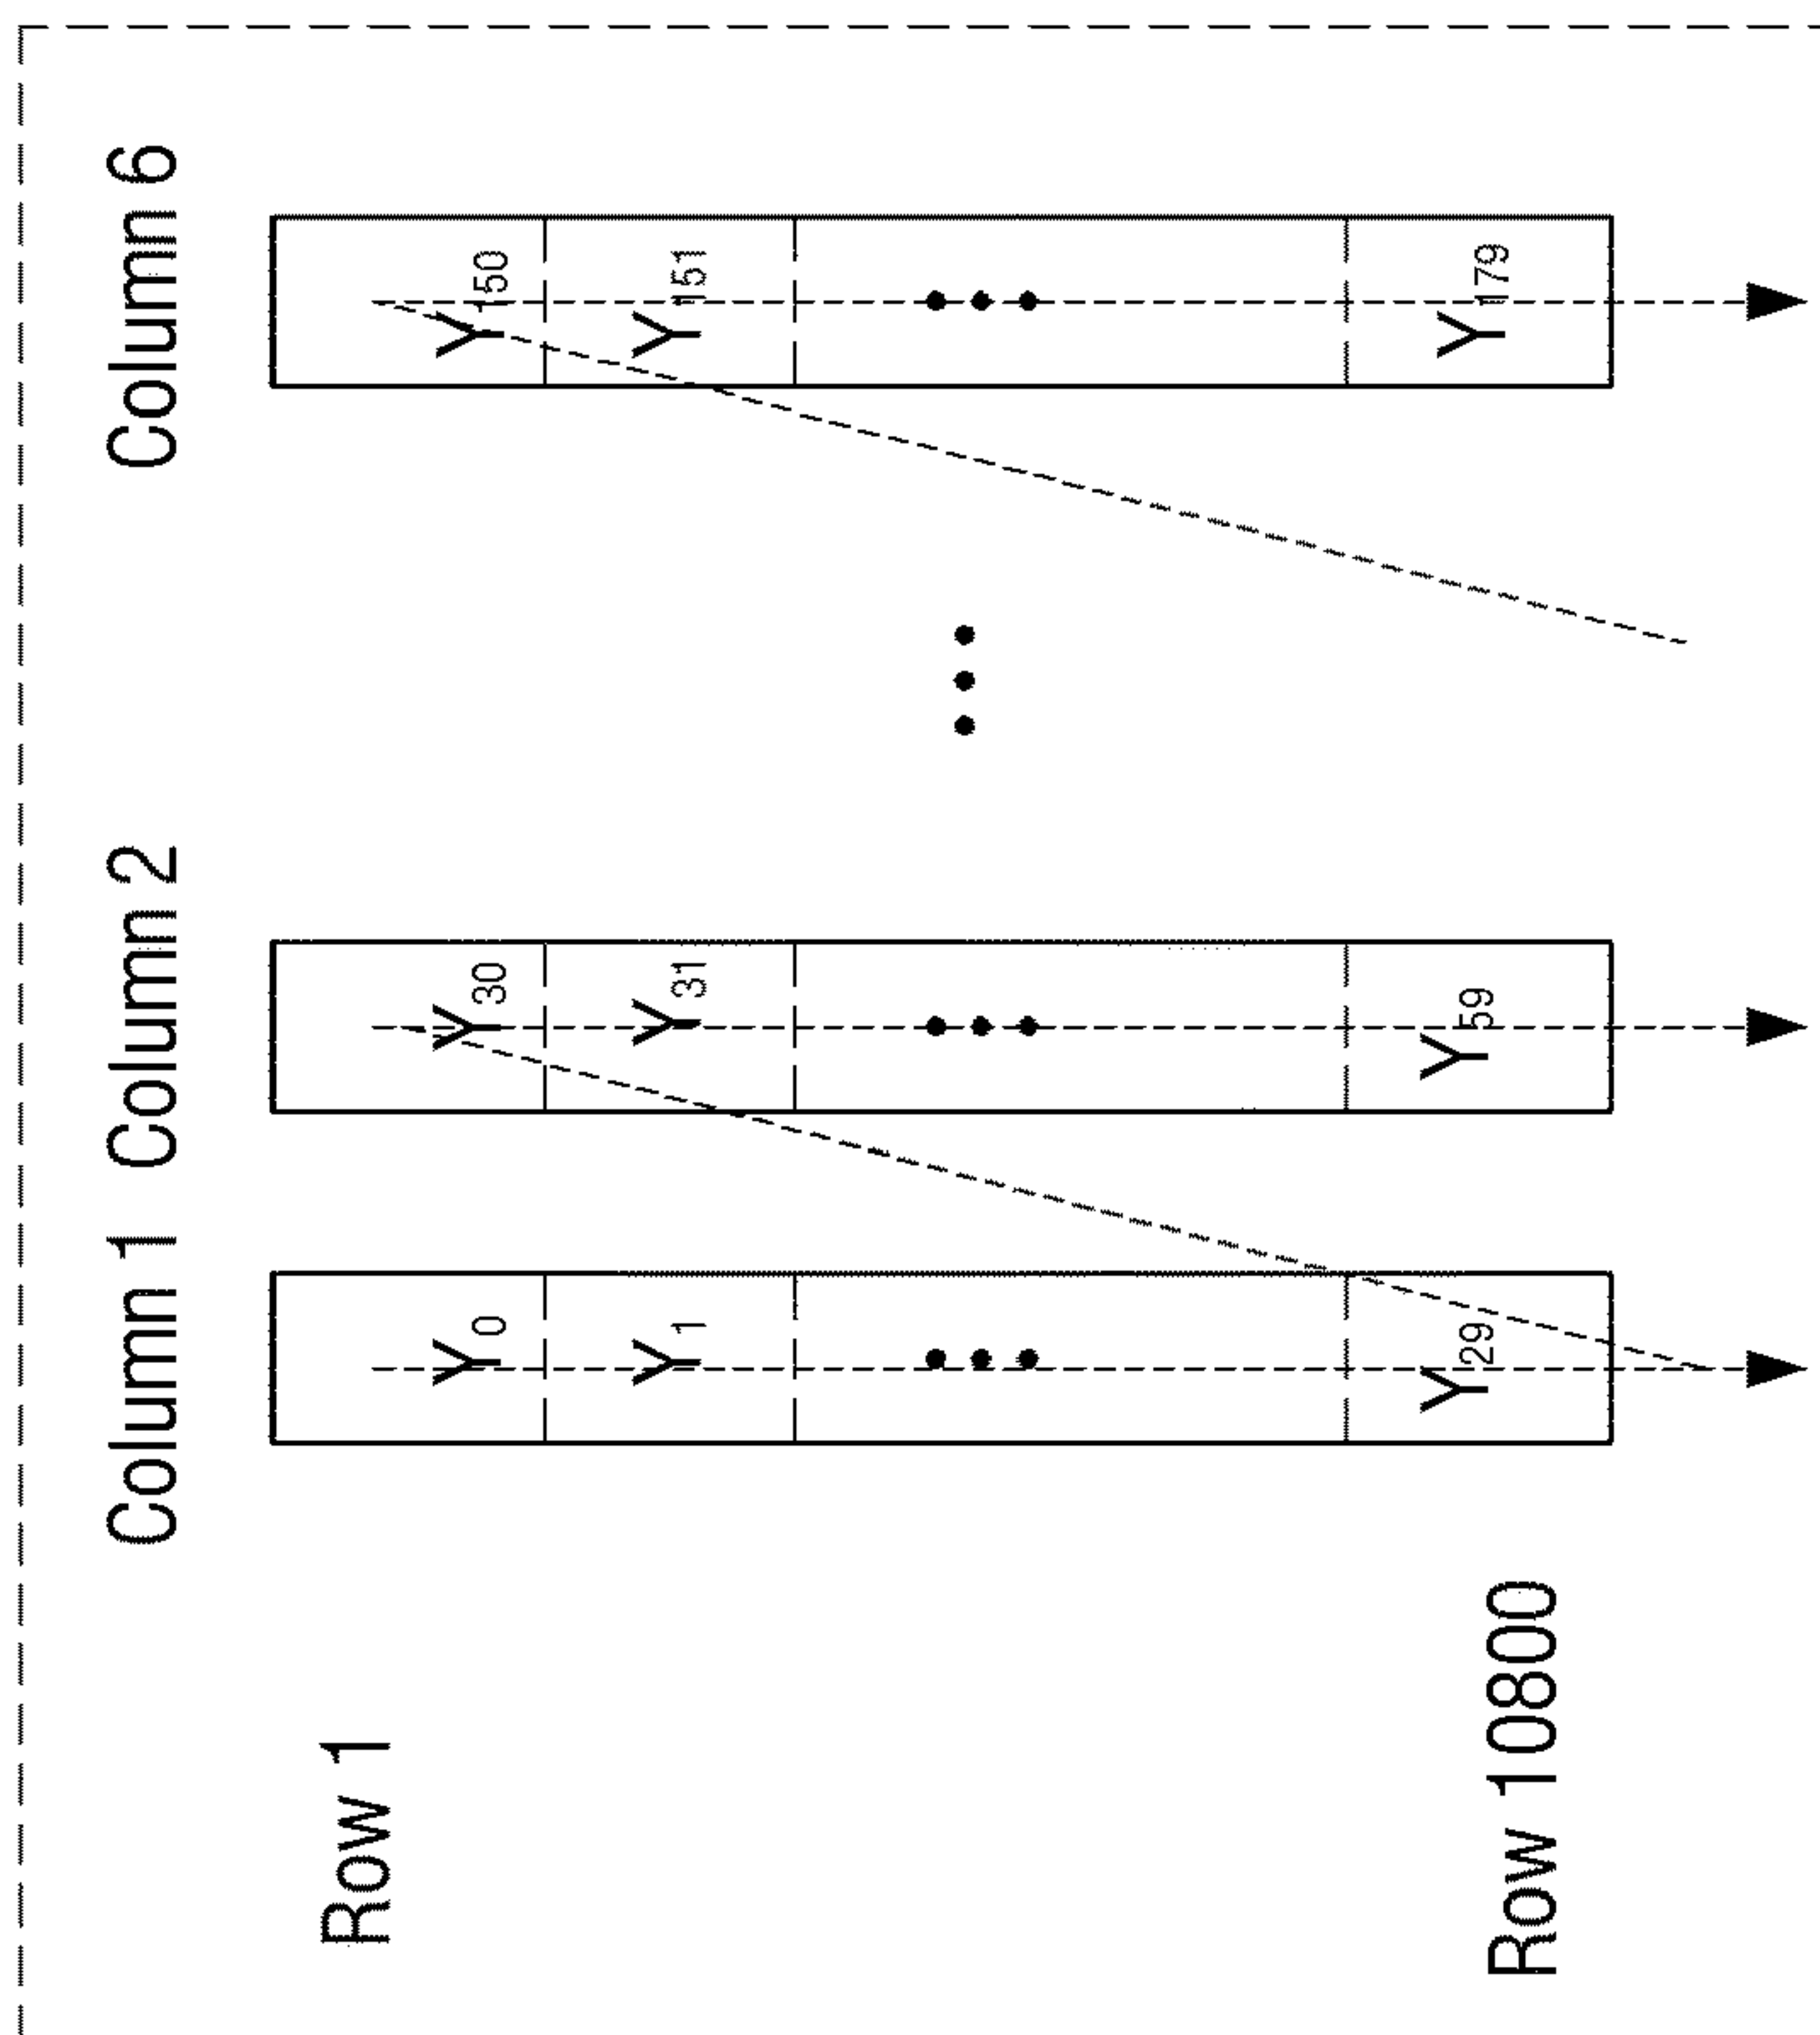 Column 1 Column 2 Column 6
Row 1
Y0 Y30 Y150
Y1 Y31 Y151
Row 10800
Y29 Y59 Y179